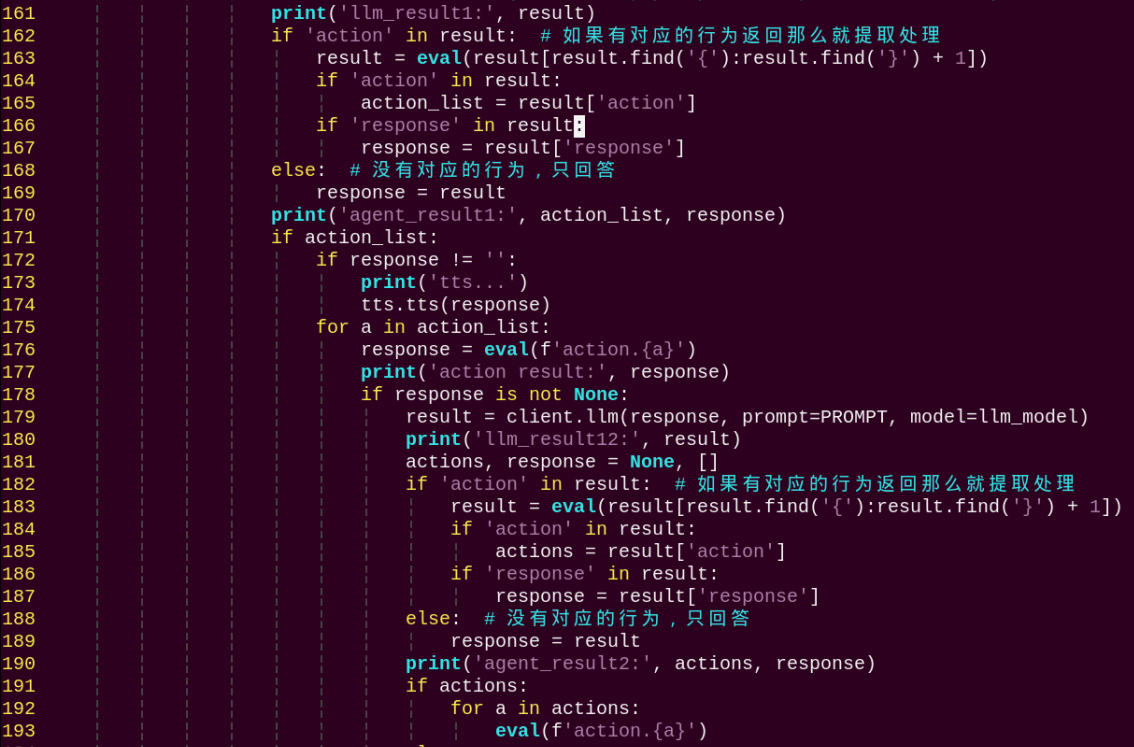 161 print('llm_result1:', result)
162 if 'action' in result:  # 如果有对应的行为返回那么就提取处理
163 result = eval(result[result.find('{'):result.find('}') + 1])
164 if 'action' in result:
165 action_list = result['action']
166 if 'response' in result:
167 response = result['response']
168 else:  # 没有对应的行为，只回答
169 response = result
170 print('agent_result1:', action_list, response)
171 if action_list:
172 if response != '':
173 print('tts...')
174 tts.tts(response)
175 for a in action_list:
176 response = eval(f'action.{a}')
177 print('action result:', response)
178 if response is not None:
179 result = client.llm(response, prompt=PROMPT, model=llm_model)
180 print('llm_result12:', result)
181 actions, response = None, []
182 if 'action' in result:  # 如果有对应的行为返回那么就提取处理
183 result = eval(result[result.find('{'):result.find('}') + 1])
184 if 'action' in result:
185 actions = result['action']
186 if 'response' in result:
187 response = result['response']
188 else:  # 没有对应的行为，只回答
189 response = result
190 print('agent_result2:', actions, response)
191 if actions:
192 for a in actions:
193 eval(f'action.{a}')